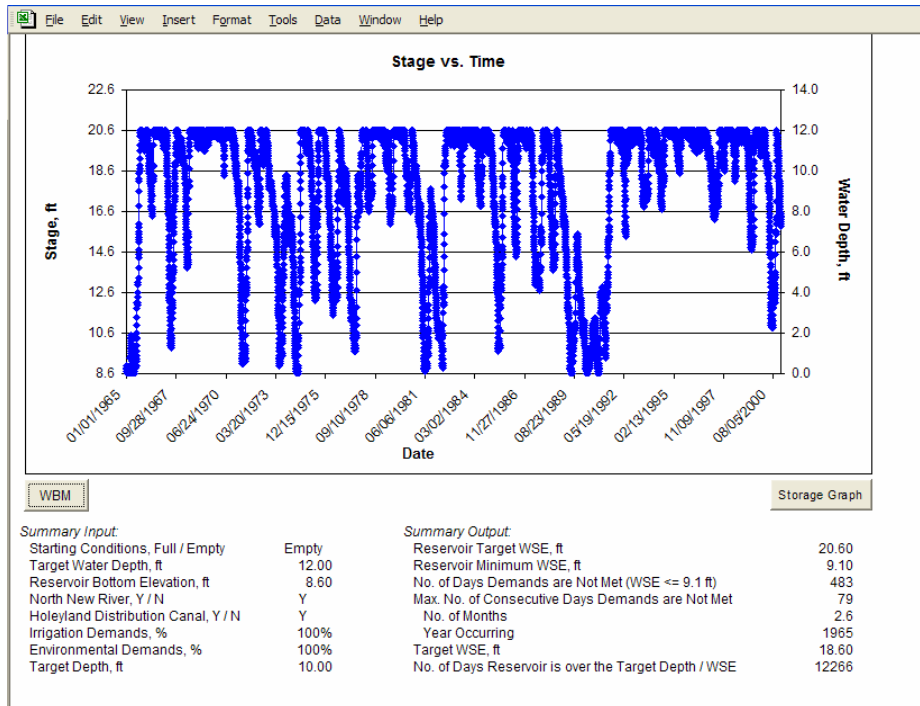 File Edit View Insert Format Tools Data Window Help
Stage vs. Time
22.6
20.6
18.6
16.6
14.6
12.6
10.6
8.6
Stage, ft
14.0
12.0
10.0
8.0
6.0
4.0
2.0
0.0
Water Depth, ft
01/01/1965
09/28/1967
06/24/1970
03/20/1973
12/15/1975
09/10/1978
06/06/1981
03/02/1984
11/27/1986
08/23/1989
05/19/1992
02/13/1995
11/09/1997
08/05/2000
Date
WBM
Storage Graph
Summary Input:
Starting Conditions, Full / Empty Empty
Target Water Depth, ft 12.00
Reservoir Bottom Elevation, ft 8.60
North New River, Y / N Y
Holeyland Distribution Canal, Y / N Y
Irrigation Demands, % 100%
Environmental Demands, % 100%
Target Depth, ft 10.00
Summary Output:
Reservoir Target WSE, ft 20.60
Reservoir Minimum WSE, ft 9.10
No. of Days Demands are Not Met (WSE <= 9.1 ft) 483
Max. No. of Consecutive Days Demands are Not Met 79
No. of Months 2.6
Year Occurring 1965
Target WSE, ft 18.60
No. of Days Reservoir is over the Target Depth / WSE 12266